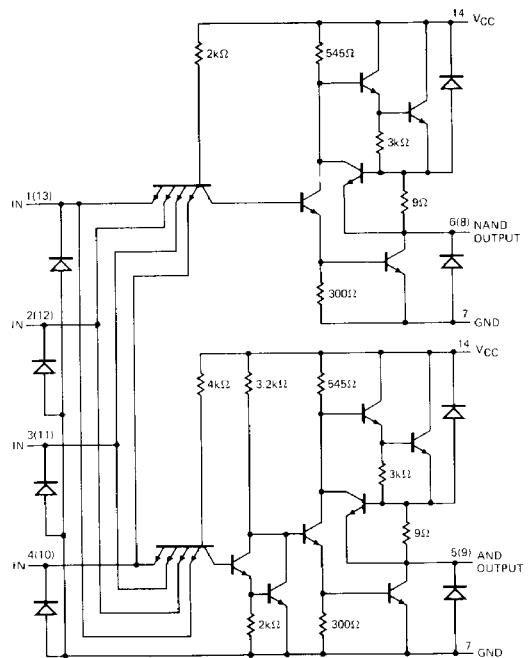 14
VCC
2kΩ
545Ω
3kΩ
1(13)
IN
9Ω
6(8) NAND
OUTPUT
300Ω
7
GND
2(12)
IN
14
VCC
4kΩ
3.2kΩ
545Ω
3(11)
IN
3kΩ
9Ω
4(10)
IN
5(9) AND
OUTPUT
2kΩ
300Ω
7
GND